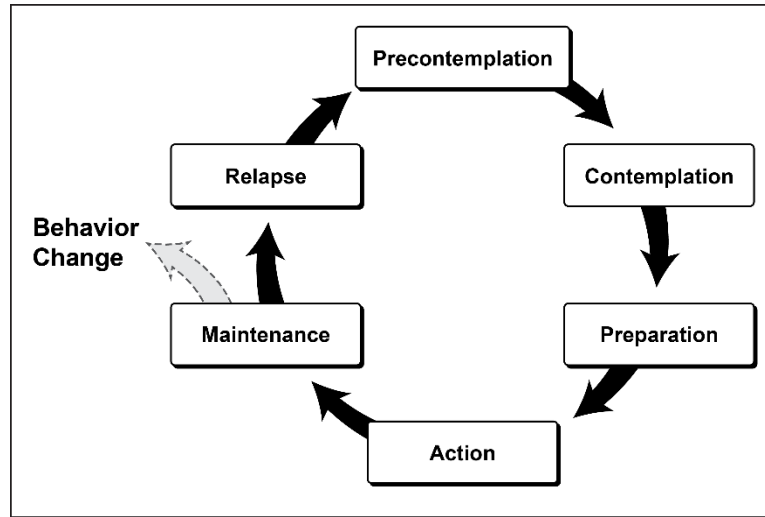 Precontemplation
Contemplation
Preparation
Action
Maintenance
Relapse
Behavior
Change